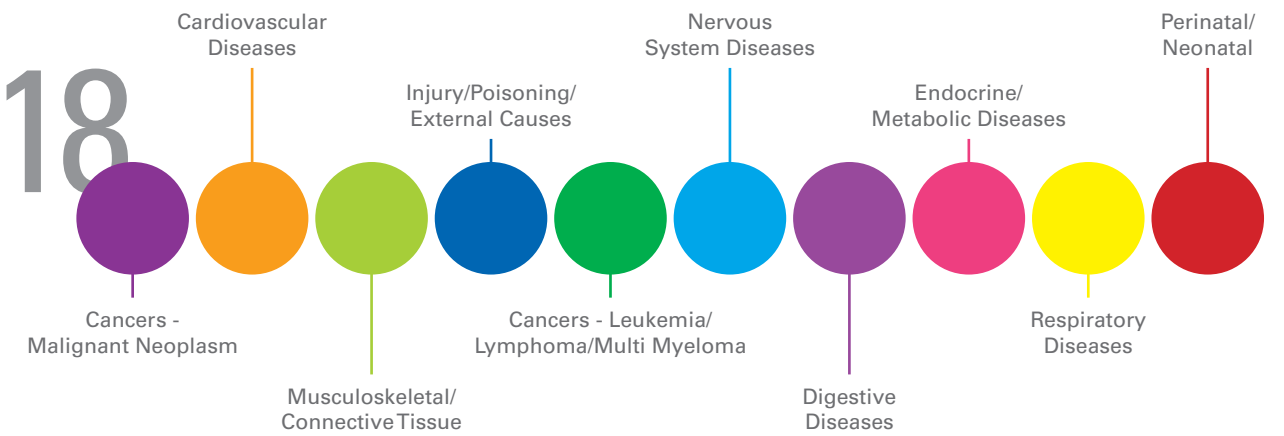 18
Cardiovascular
Diseases
Nervous
System Diseases
Perinatal/
Neonatal
Injury/Poisoning/
External Causes
Endocrine/
Metabolic Diseases
Cancers -
Malignant Neoplasm
Cancers - Leukemia/
Lymphoma/Multi Myeloma
Respiratory
Diseases
Musculoskeletal/
Connective Tissue
Digestive
Diseases